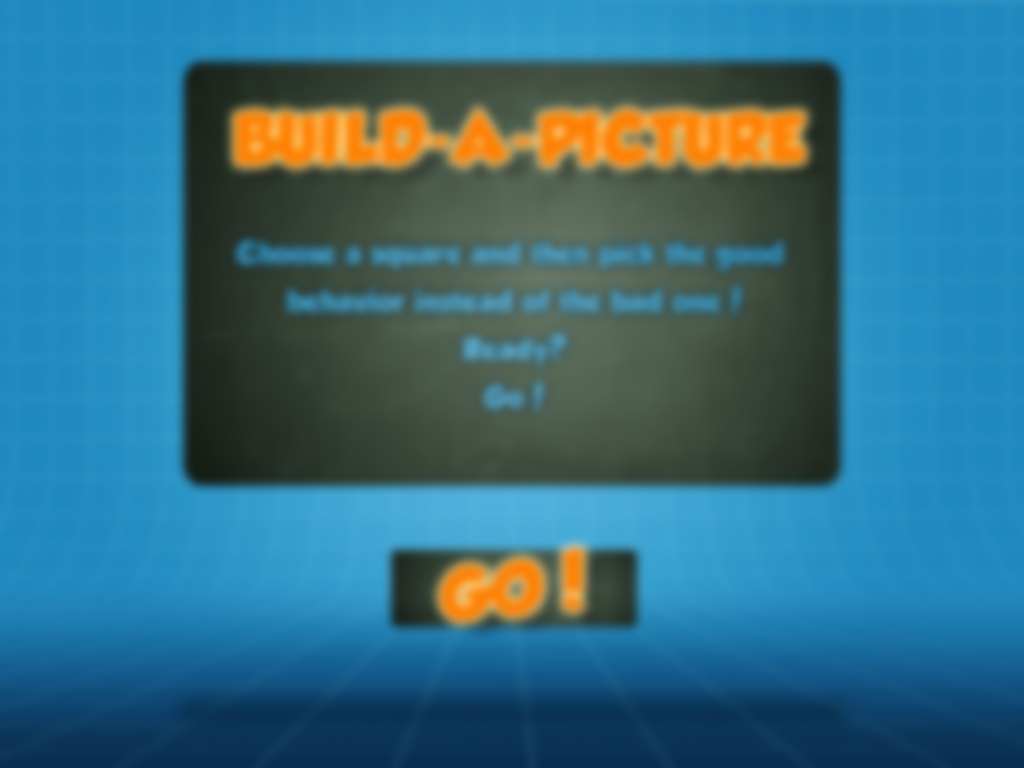 BUILD-A-PICTURE
Choose a square and then pick the good
behavior instead of the bad one !
Ready?
Go !
GO !